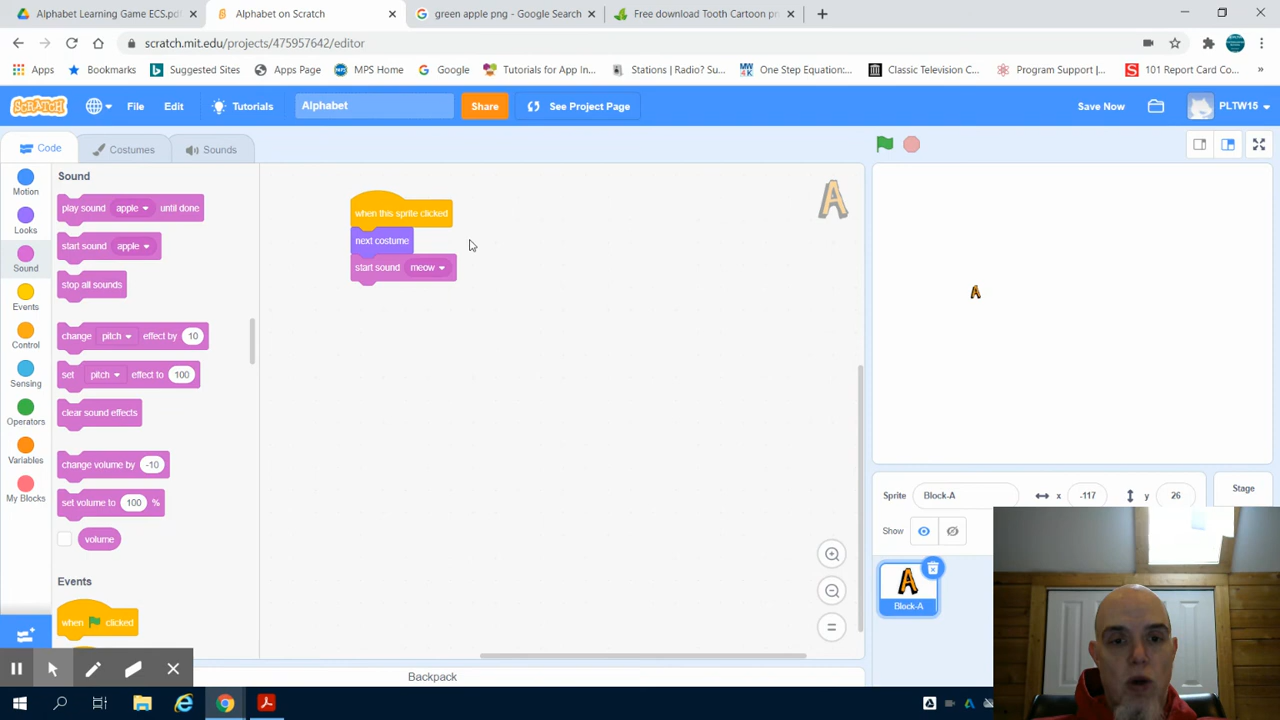 Alphabet Learning Game ECS.pdf
Alphabet on Scratch
green apple png - Google Search
Free download Tooth Cartoon pn
scratch.mit.edu/projects/475957642/editor
Apps
Bookmarks
Suggested Sites
Apps Page
MPS Home
Google
Tutorials for App In...
Stations | Radio? Su...
One Step Equation:...
Classic Television C...
Program Support |...
101 Report Card Co...
SCRATCH
File
Edit
Tutorials
Alphabet
Share
See Project Page
Save Now
PLTW15
Code
Costumes
Sounds
Motion
Looks
Sound
Events
Control
Sensing
Operators
Variables
My Blocks
Sound
play sound apple until done
start sound apple
stop all sounds
change pitch effect by 10
set pitch effect to 100
clear sound effects
change volume by -10
set volume to 100 %
volume
Events
when clicked
when this sprite clicked
next costume
start sound meow
A
A
Sprite Block-A x -117 y 26
Show
Stage
A
Block-A
Backpack